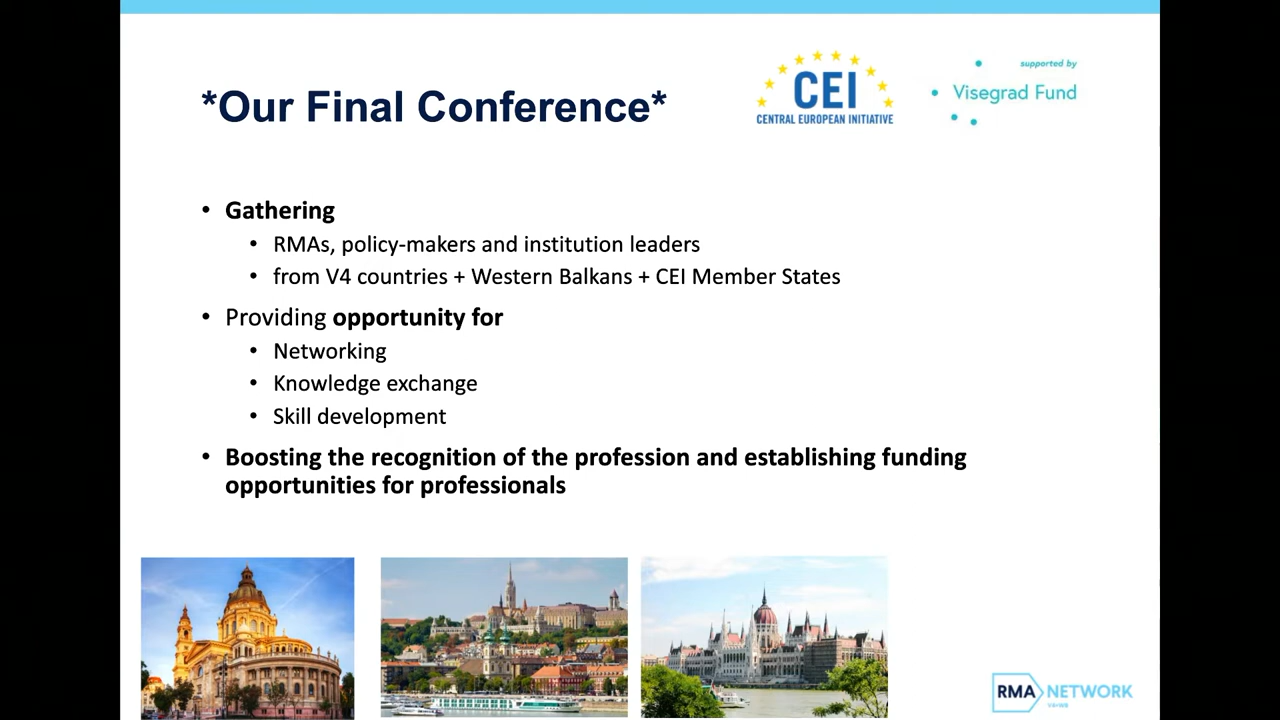 *Our Final Conference*
CEI
CENTRAL EUROPEAN INITIATIVE
supported by
Visegrad Fund
• Gathering
• RMAs, policy-makers and institution leaders
• from V4 countries + Western Balkans + CEI Member States
• Providing opportunity for
• Networking
• Knowledge exchange
• Skill development
• Boosting the recognition of the profession and establishing funding
opportunities for professionals
RMA NETWORK
V4+WB